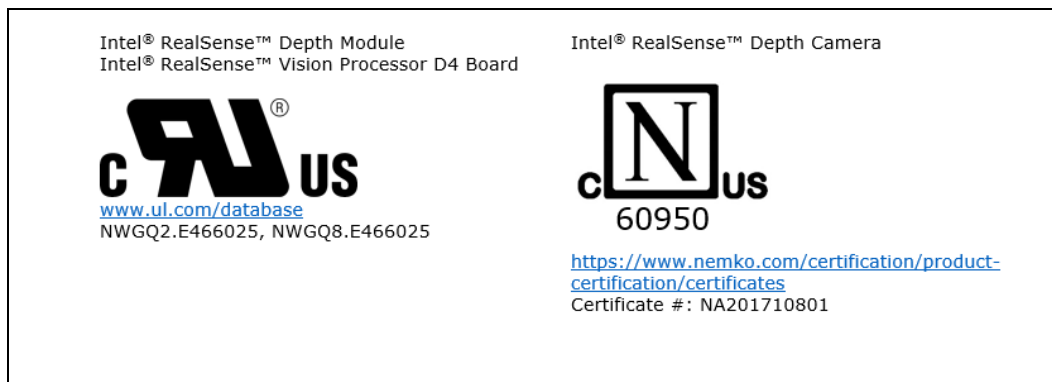 Intel® RealSense™ Depth Module
Intel® RealSense™ Vision Processor D4 Board
C RU ® US
www.ul.com/database
NWGQ2.E466025, NWGQ8.E466025
Intel® RealSense™ Depth Camera
C N US
60950
https://www.nemko.com/certification/product-
certification/certificates
Certificate #: NA201710801